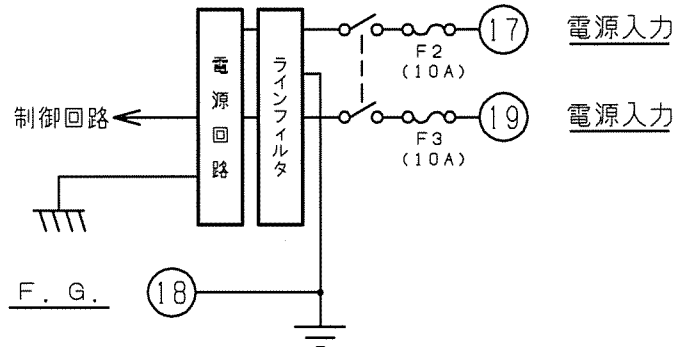 17 電源入力
F2
(10A)
電源回路
ラインフィルタ
制御回路
19 電源入力
F3
(10A)
F. G. 18